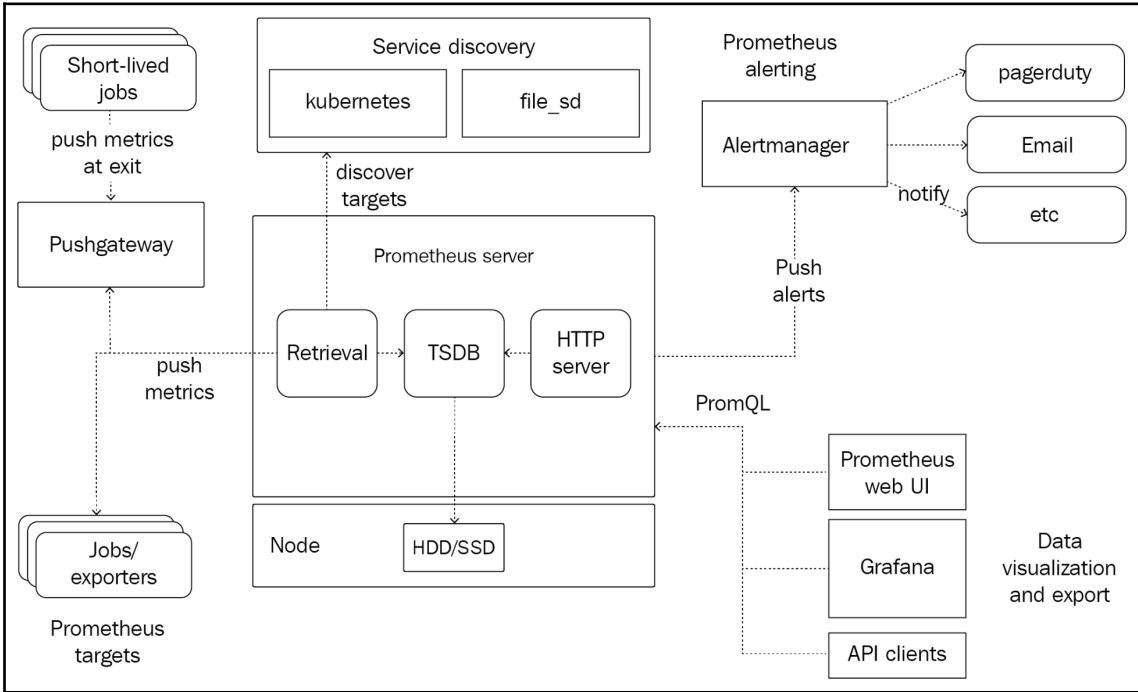 Short-lived
jobs
push metrics
at exit
Pushgateway
push
metrics
Jobs/
exporters
Prometheus
targets
Service discovery
kubernetes
file_sd
discover
targets
Prometheus server
Retrieval
TSDB
HTTP
server
Node
HDD/SSD
Prometheus
alerting
Alertmanager
pagerduty
Email
notify
etc
Push
alerts
PromQL
Prometheus
web UI
Grafana
API clients
Data
visualization
and export